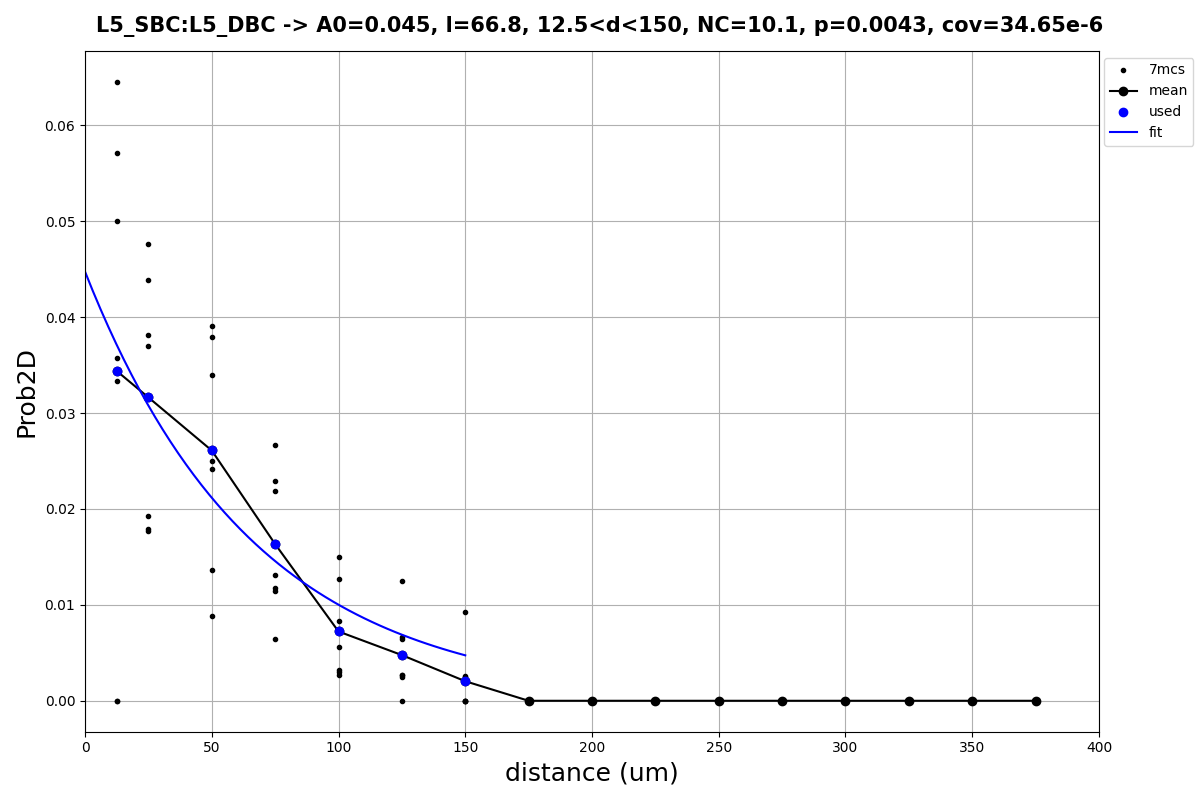 L5_SBC:L5_DBC -> A0=0.045, l=66.8, 12.5<d<150, NC=10.1, p=0.0043, cov=34.65e-6
7mcs
mean
used
fit
0.06
0.05
0.04
0.03
0.02
0.01
0.00
Prob2D
0 50 100 150 200 250 300 350 400
distance (um)